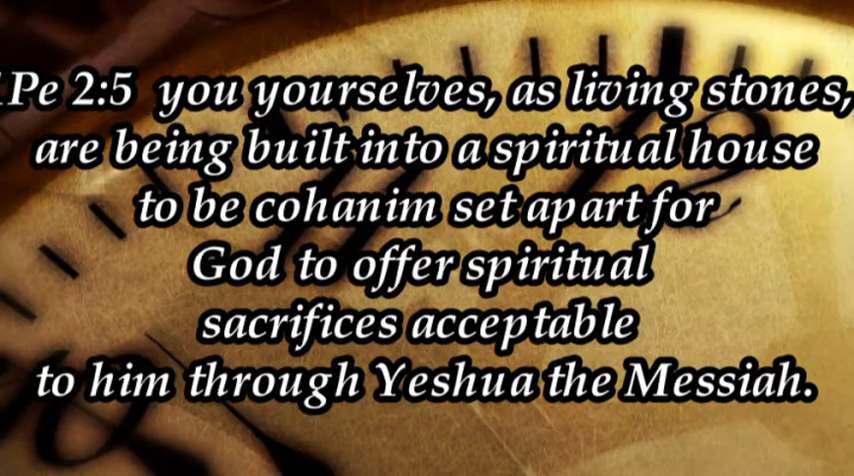 1Pe 2:5 you yourselves, as living stones,
are being built into a spiritual house
to be cohanim set apart for
God to offer spiritual
sacrifices acceptable
to him through Yeshua the Messiah.